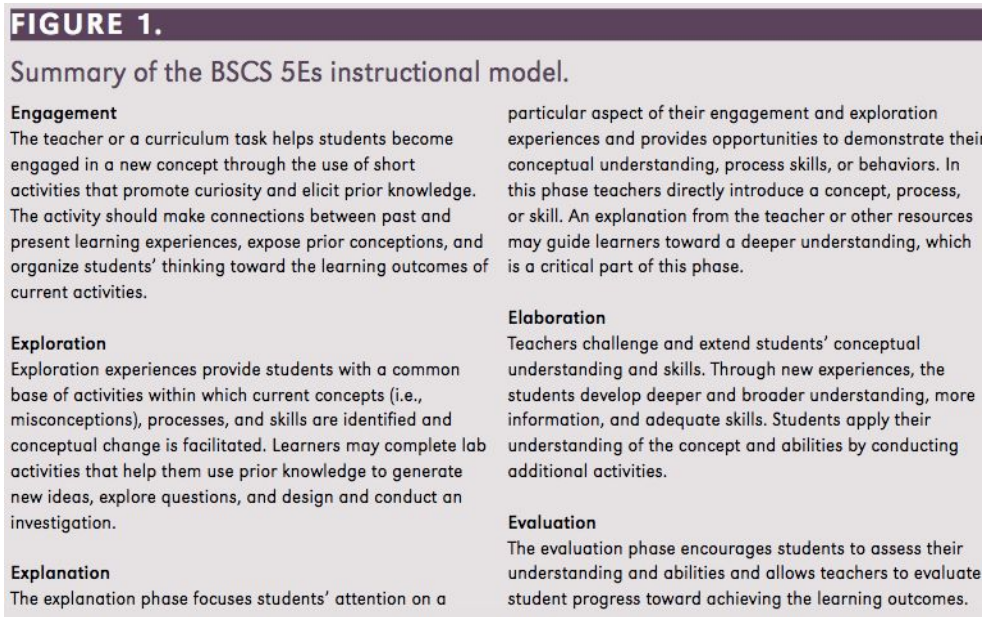 FIGURE 1.
Summary of the BSCS 5Es instructional model.
Engagement
The teacher or a curriculum task helps students become
engaged in a new concept through the use of short
activities that promote curiosity and elicit prior knowledge.
The activity should make connections between past and
present learning experiences, expose prior conceptions, and
organize students’ thinking toward the learning outcomes of
current activities.
Exploration
Exploration experiences provide students with a common
base of activities within which current concepts (i.e.,
misconceptions), processes, and skills are identified and
conceptual change is facilitated. Learners may complete lab
activities that help them use prior knowledge to generate
new ideas, explore questions, and design and conduct an
investigation.
Explanation
The explanation phase focuses students’ attention on a
particular aspect of their engagement and exploration
experiences and provides opportunities to demonstrate their
conceptual understanding, process skills, or behaviors. In
this phase teachers directly introduce a concept, process,
or skill. An explanation from the teacher or other resources
may guide learners toward a deeper understanding, which
is a critical part of this phase.
Elaboration
Teachers challenge and extend students’ conceptual
understanding and skills. Through new experiences, the
students develop deeper and broader understanding, more
information, and adequate skills. Students apply their
understanding of the concept and abilities by conducting
additional activities.
Evaluation
The evaluation phase encourages students to assess their
understanding and abilities and allows teachers to evaluate
student progress toward achieving the learning outcomes.